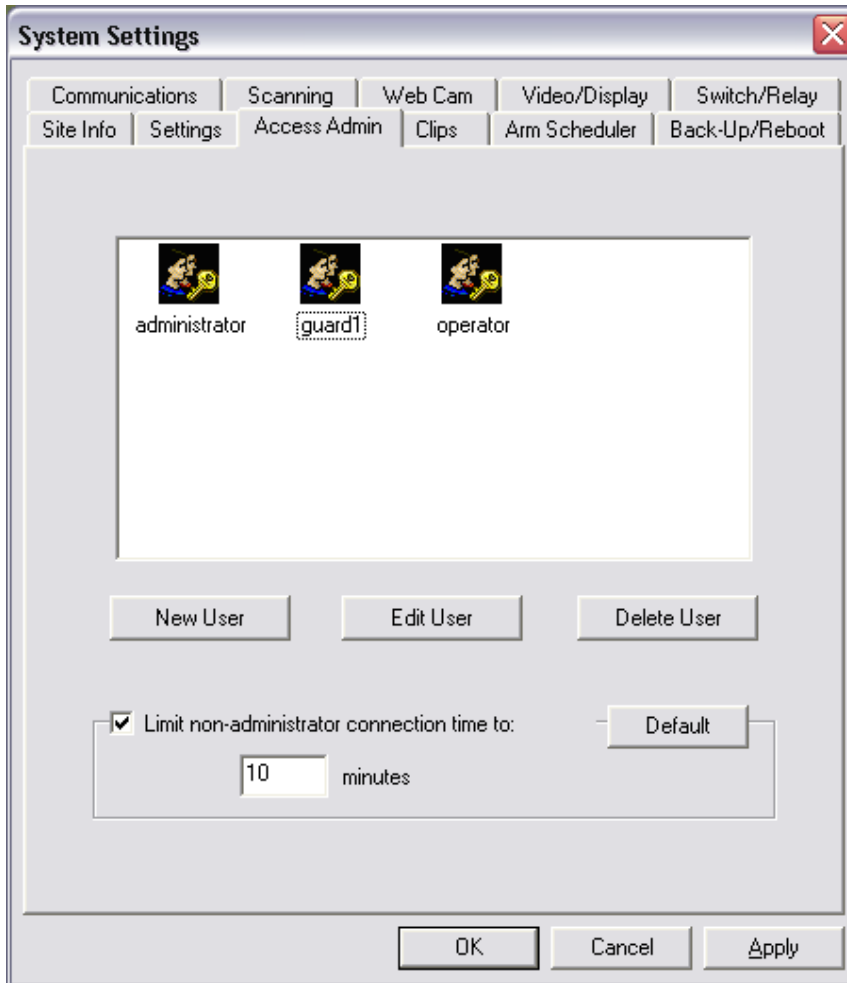 System Settings
Communications Scanning Web Cam Video/Display Switch/Relay
Site Info Settings Access Admin Clips Arm Scheduler Back-Up/Reboot
administrator guard1 operator
New User Edit User Delete User
Limit non-administrator connection time to: Default
10 minutes
OK Cancel Apply